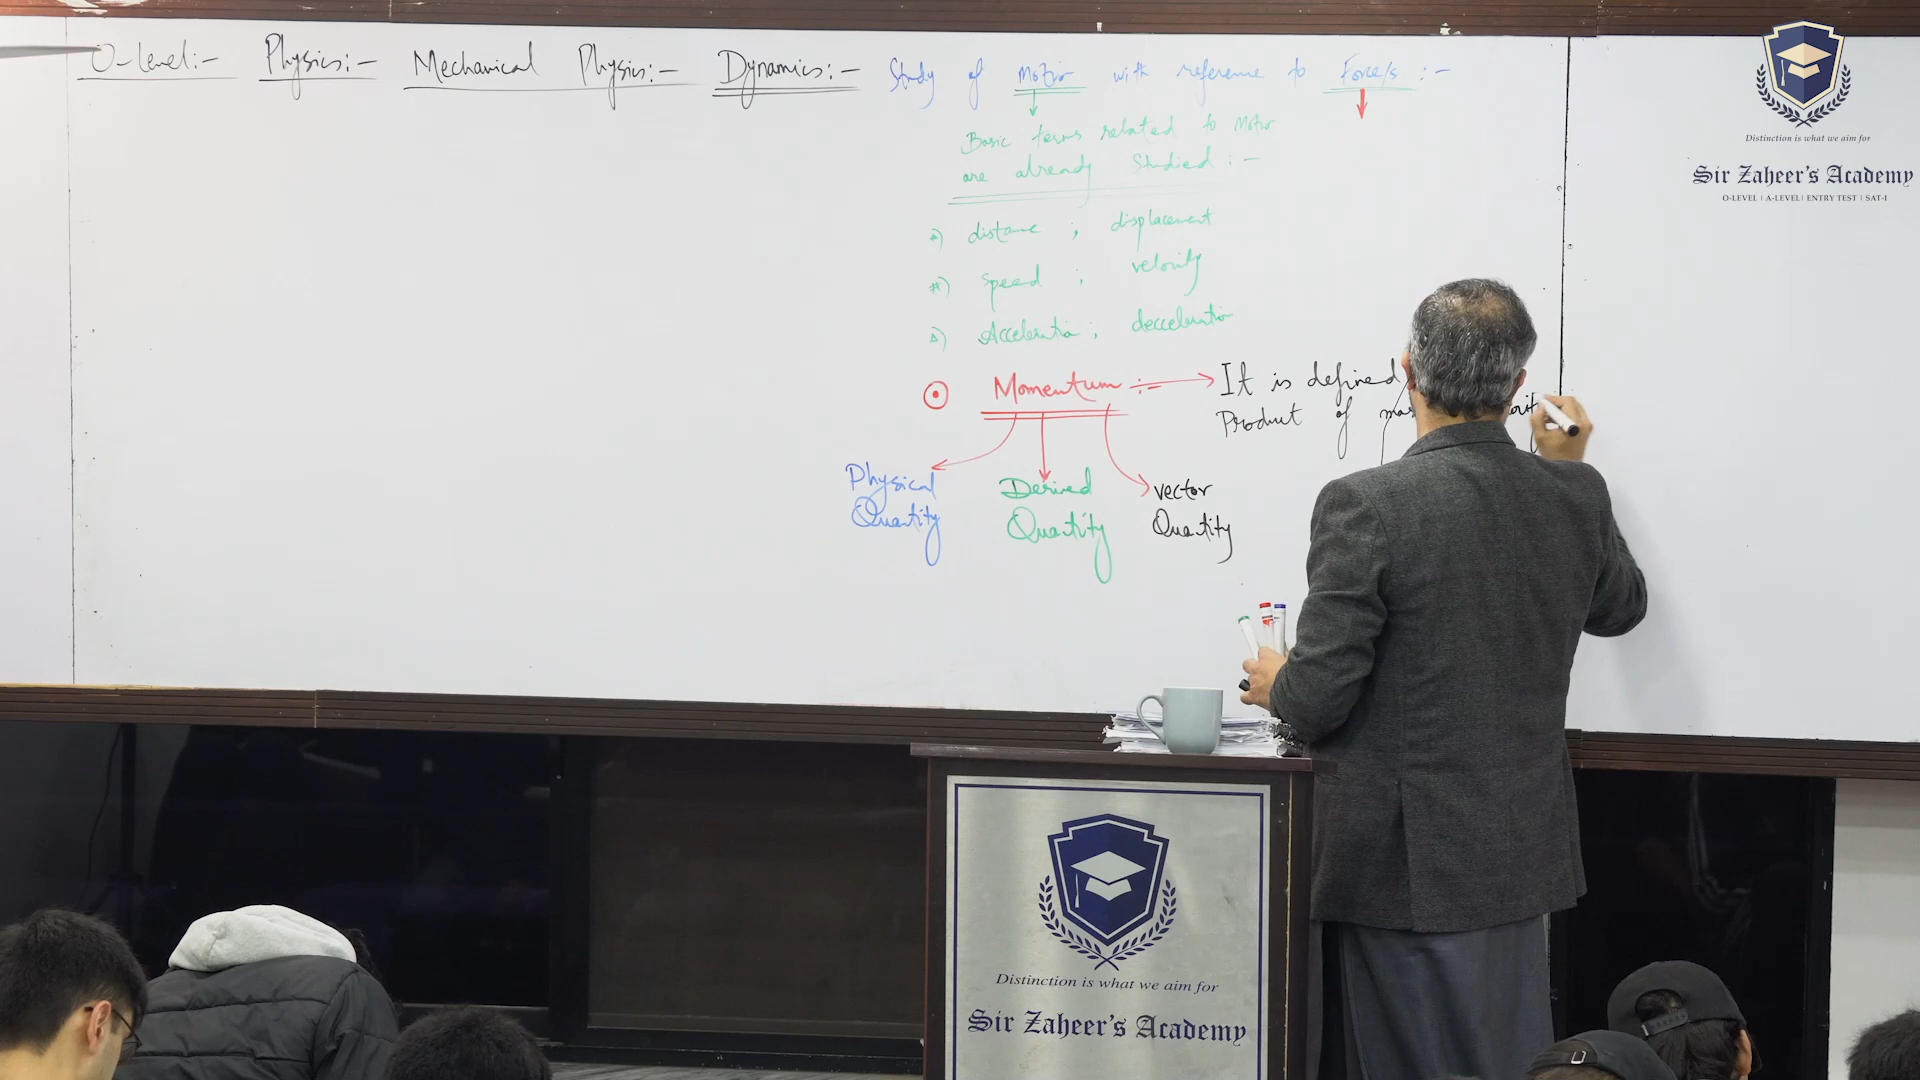 O-level:- Physics:- Mechanical Physics:- Dynamics:- Study of Motion with reference to Force/s :-
Basic terms related to Motion
are already Studied :-
distance ; displacement
speed ; velocity
Acceleration ; decceleration
Momentum :- It is defined
Product of
Physical
Quantity
Derived
Quantity
vector
Quantity
Distinction is what we aim for
Sir Zaheer's Academy
O-LEVEL | A-LEVEL | ENTRY TEST | SAT-I
Distinction is what we aim for
Sir Zaheer's Academy